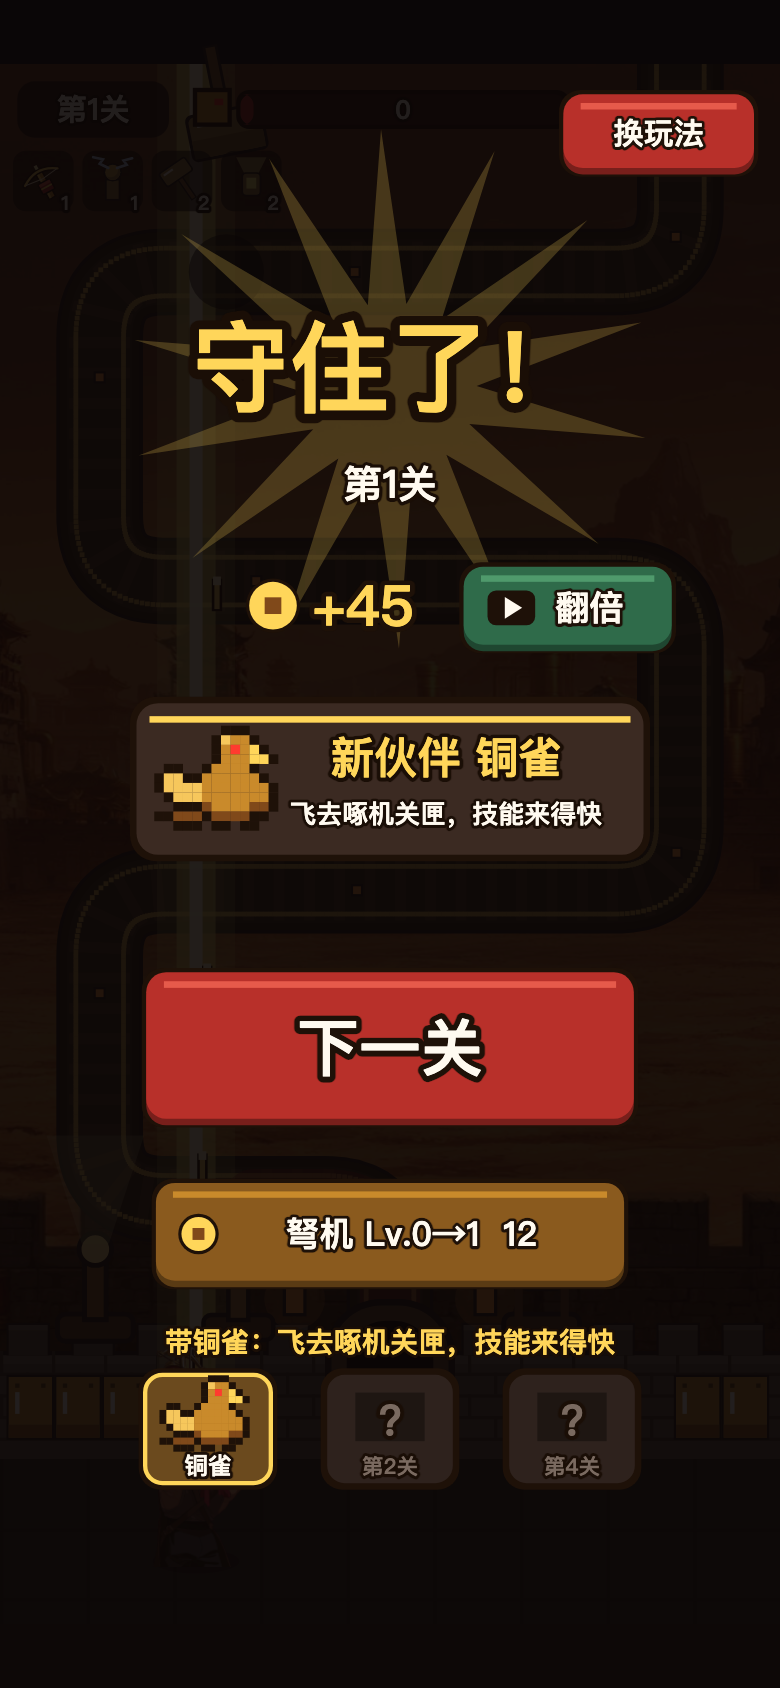 第1关
0
换玩法
1
1
2
2
守住了!
第1关
+45
翻倍
新伙伴 铜雀
飞去啄机关匣，技能来得快
下一关
弩机 Lv.0→1 12
带铜雀：飞去啄机关匣，技能来得快
铜雀
?
第2关
?
第4关